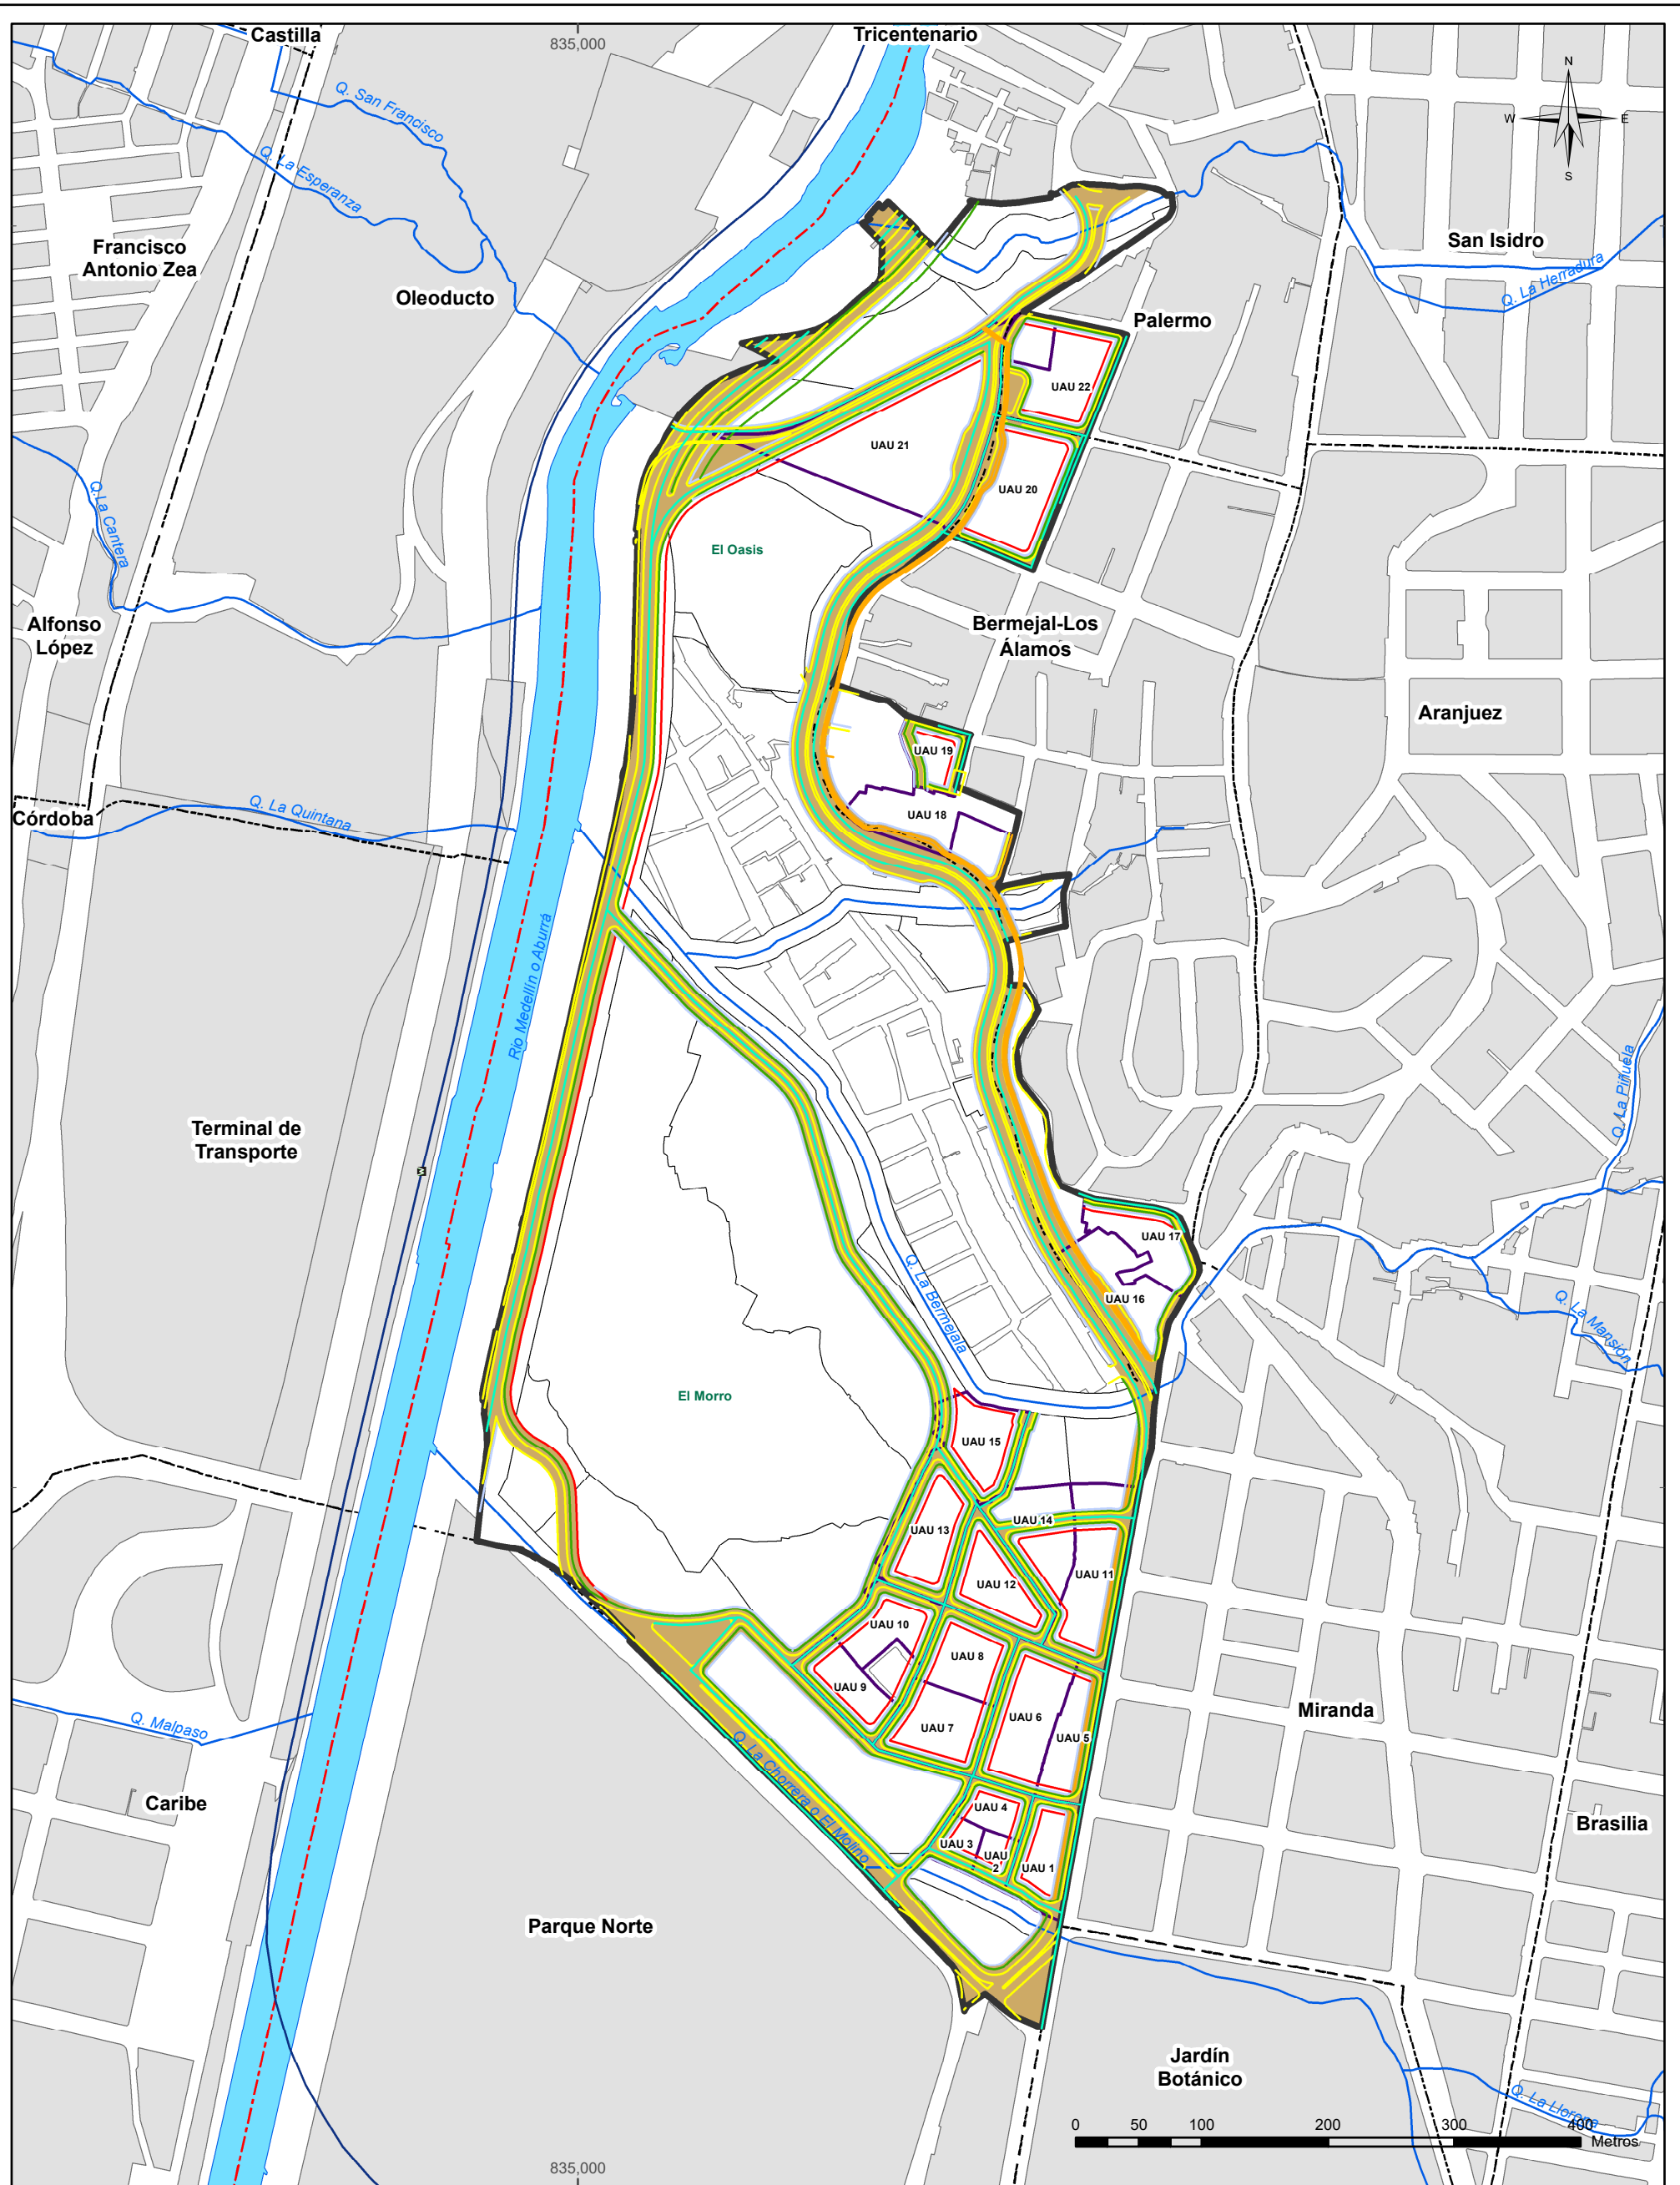 Castilla
835,000
Tricentenario
N
W
E
S
Q. San Francisco
Q. La Esperanza
Francisco
Antonio Zea
San Isidro
Q. La Herradura
Oleoducto
Palermo
UAU 22
UAU 21
UAU 20
Q.La Cantera
El Oasis
Alfonso
López
Bermejal-Los
Álamos
Aranjuez
UAU 19
Q. La Quintana
Córdoba
UAU 18
Rio Medellín o Aburrá
Q. La Piñuela
Terminal de
Transporte
M
UAU 17
Q. La Bermejala
UAU 16
Q. La Mansión
El Morro
UAU 15
UAU 14
UAU 13
UAU 11
UAU 12
UAU 10
UAU 8
UAU 9
UAU 6
UAU 7
UAU 5
Miranda
Q. Malpaso
Q. La Chorrera o El Molino
Caribe
UAU 4
Brasilia
UAU 3
UAU
2
UAU 1
Parque Norte
Jardín
Botánico
Q. La Llorona
0 50 100 200 300 400
Metros
835,000